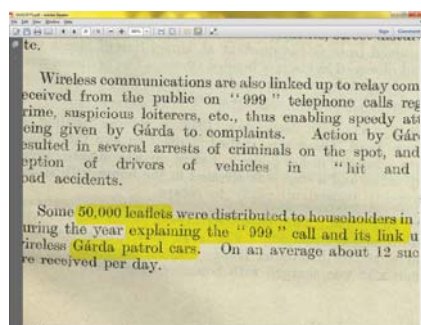 te.
Wireless communications are also linked up to relay com
eceived from the public on "999" telephone calls reg
rime, suspicious loiterers, etc., thus enabling speedy att
cing given by Gárda to complaints. Action by Gár
esulted in several arrests of criminals on the spot, and
eption of drivers of vehicles in "hit and
oad accidents.
Some 50,000 leaflets were distributed to householders in
uring the year explaining the "999" call and its link u
ireless Gárda patrol cars. On an average about 12 suc
re received per day.